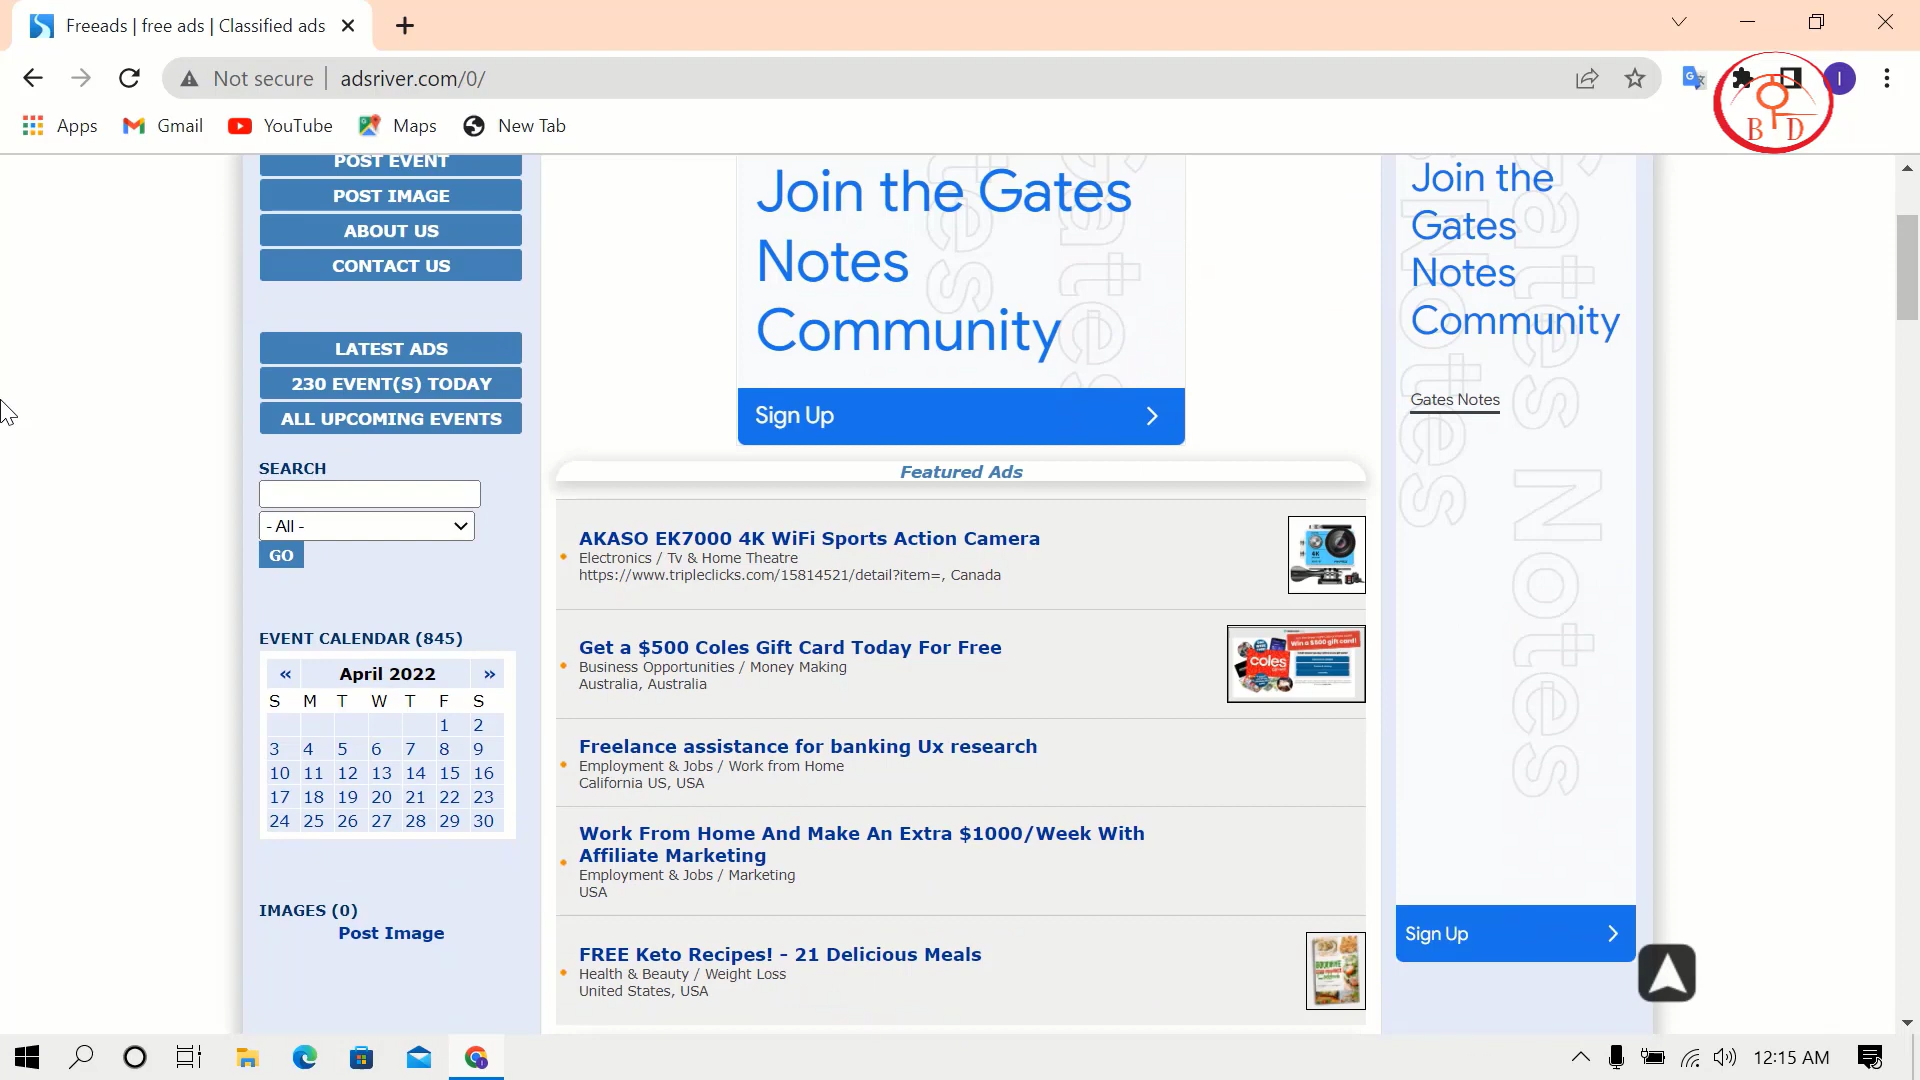 Freeads | free ads | Classified ads
Not secure
adsriver.com/0/
I
Apps
Gmail
YouTube
Maps
New Tab
B D
POST EVENT
POST IMAGE
ABOUT US
CONTACT US
LATEST ADS
230 EVENT(S) TODAY
ALL UPCOMING EVENTS
SEARCH
- All -
GO
EVENT CALENDAR (845)
« April 2022 »
S M T W T F S
1 2
3 4 5 6 7 8 9
10 11 12 13 14 15 16
17 18 19 20 21 22 23
24 25 26 27 28 29 30
IMAGES (0)
Post Image
Join the Gates
Notes
Community
Sign Up
Featured Ads
AKASO EK7000 4K WiFi Sports Action Camera
Electronics / Tv & Home Theatre
https://www.tripleclicks.com/15814521/detail?item=, Canada
Get a $500 Coles Gift Card Today For Free
Business Opportunities / Money Making
Australia, Australia
coles
Freelance assistance for banking Ux research
Employment & Jobs / Work from Home
California US, USA
Work From Home And Make An Extra $1000/Week With
Affiliate Marketing
Employment & Jobs / Marketing
USA
FREE Keto Recipes! - 21 Delicious Meals
Health & Beauty / Weight Loss
United States, USA
Join the
Gates
Notes
Community
Gates Notes
Gates Notes
Sign Up
12:15 AM